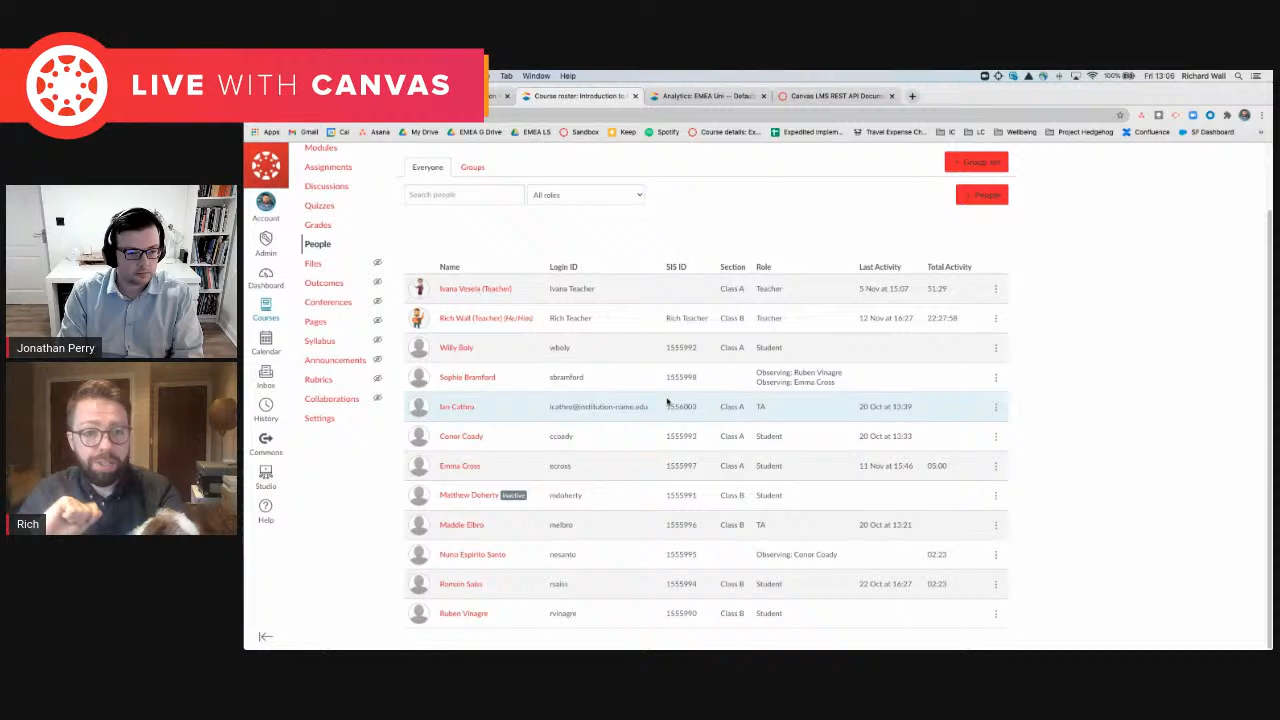 LIVE WITH CANVAS
Tab Window Help
100% Fri 13:06 Richard Wall
Course roster: Introduction to
Analytics: EMEA Uni — Defau
Canvas LMS REST API Docum
Apps Gmail Cal Asana My Drive EMEA G Drive EMEA LS Sandbox Keep Spotify Course details: Ex... Expedited Implem... Travel Expense Ch... IC LC Wellbeing Project Hedgehog Confluence SF Dashboard
Account
Admin
Dashboard
Courses
Calendar
Inbox
History
Commons
Studio
Help
Modules
Assignments
Discussions
Quizzes
Grades
People
Files
Outcomes
Conferences
Pages
Syllabus
Announcements
Rubrics
Collaborations
Settings
Everyone Groups
+ Group set
Search people All roles
+ People
Name Login ID SIS ID Section Role Last Activity Total Activity
Ivana Vesela (Teacher) Ivana Teacher Class A Teacher 5 Nov at 15:07 51:29
Rich Wall (Teacher) (He/Him) Rich Teacher Rich Teacher Class B Teacher 12 Nov at 16:27 22:27:58
Willy Boly wboly 1555992 Class A Student
Sophie Bramford sbramford 1555998 Observing: Ruben Vinagre
Observing: Emma Cross
Ian Cathro icathro@institution-name.edu 1556003 Class A TA 20 Oct at 13:39
Conor Coady ccoady 1555993 Class A Student 20 Oct at 13:33
Emma Cross ecross 1555997 Class A Student 11 Nov at 15:46 05:00
Matthew Doherty inactive mdoherty 1555991 Class B Student
Maddie Elbro melbro 1555996 Class B TA 20 Oct at 13:21
Nuno Espirito Santo nesanto 1555995 Observing: Conor Coady 02:23
Romain Saiss rsaiss 1555994 Class B Student 22 Oct at 16:27 02:23
Ruben Vinagre rvinagre 1555990 Class B Student
Jonathan Perry
Rich